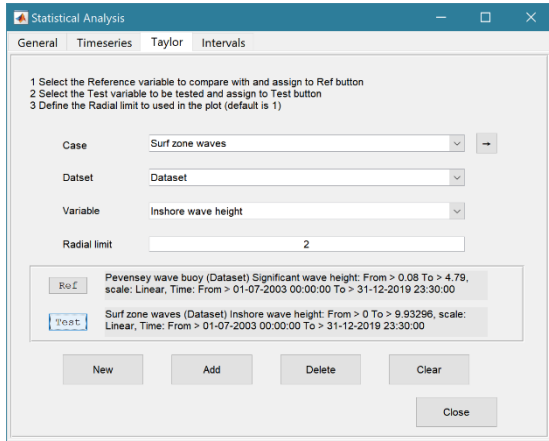 Statistical Analysis
General Timeseries Taylor Intervals
1 Select the Reference variable to compare with and assign to Ref button
2 Select the Test variable to be tested and assign to Test button
3 Define the Radial limit to used in the plot (default is 1)
Case Surf zone waves →
Datset Dataset
Variable Inshore wave height
Radial limit 2
Ref Pevensey wave buoy (Dataset) Significant wave height: From > 0.08 To > 4.79,
scale: Linear, Time: From > 01-07-2003 00:00:00 To > 31-12-2019 23:30:00
Test Surf zone waves (Dataset) Inshore wave height: From > 0 To > 9.93296, scale:
Linear, Time: From > 01-07-2003 00:00:00 To > 31-12-2019 23:30:00
New Add Delete Clear
Close